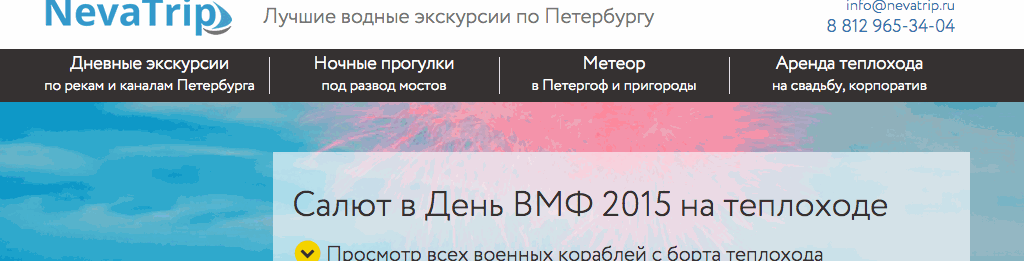 NevaTrip
Лучшие водные экскурсии по Петербургу
info@nevatrip.ru
8 812 965-34-04
Дневные экскурсии
по рекам и каналам Петербурга
Ночные прогулки
под развод мостов
Метеор
в Петергоф и пригороды
Аренда теплохода
на свадьбу, корпоратив
Салют в День ВМФ 2015 на теплоходе
Просмотр всех военных кораблей с борта теплохода